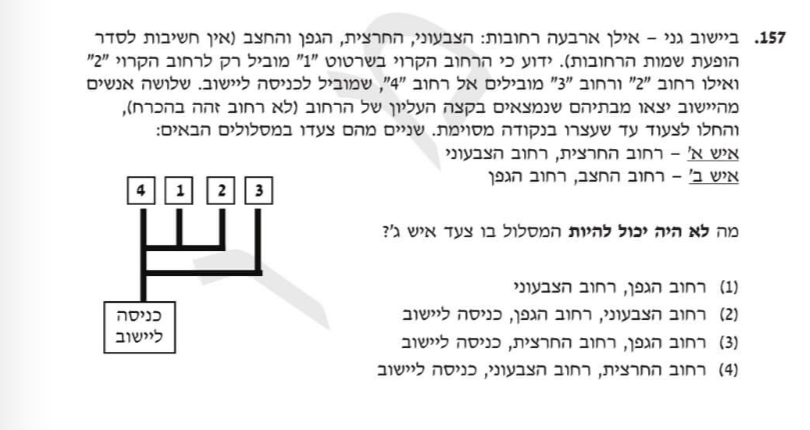 157. ביישוב גני – אילן ארבעה רחובות: הצבעוני, החרצית, הגפן והחצב (אין חשיבות לסדר
הופעת שמות הרחובות). ידוע כי הרחוב הקרוי בשרטוט "1" מוביל רק לרחוב הקרוי "2"
ואילו רחוב "2" ורחוב "3" מובילים אל רחוב "4", שמוביל לכניסה ליישוב. שלושה אנשים
מהיישוב יצאו מבתיהם שנמצאים בקצה העליון של הרחוב (לא רחוב זהה בהכרח),
והחלו לצעוד עד שעצרו בנקודה מסוימת. שניים מהם צעדו במסלולים הבאים:
איש א' – רחוב החרצית, רחוב הצבעוני
איש ב' – רחוב החצב, רחוב הגפן
4 1 2 3
כניסה
ליישוב
מה לא היה יכול להיות המסלול בו צעד איש ג'?
(1) רחוב הגפן, רחוב הצבעוני
(2) רחוב הצבעוני, רחוב הגפן, כניסה ליישוב
(3) רחוב הגפן, רחוב החרצית, כניסה ליישוב
(4) רחוב החרצית, רחוב הצבעוני, כניסה ליישוב